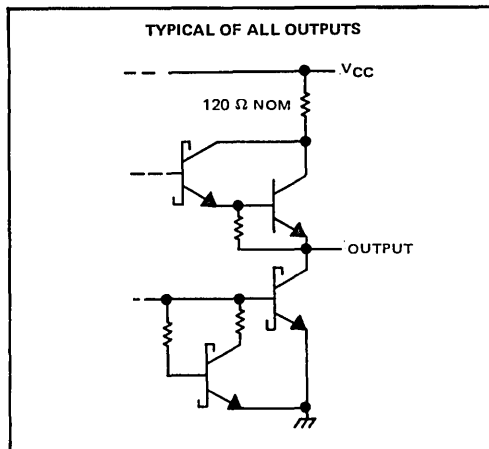 TYPICAL OF ALL OUTPUTS
VCC
120 Ω NOM
OUTPUT